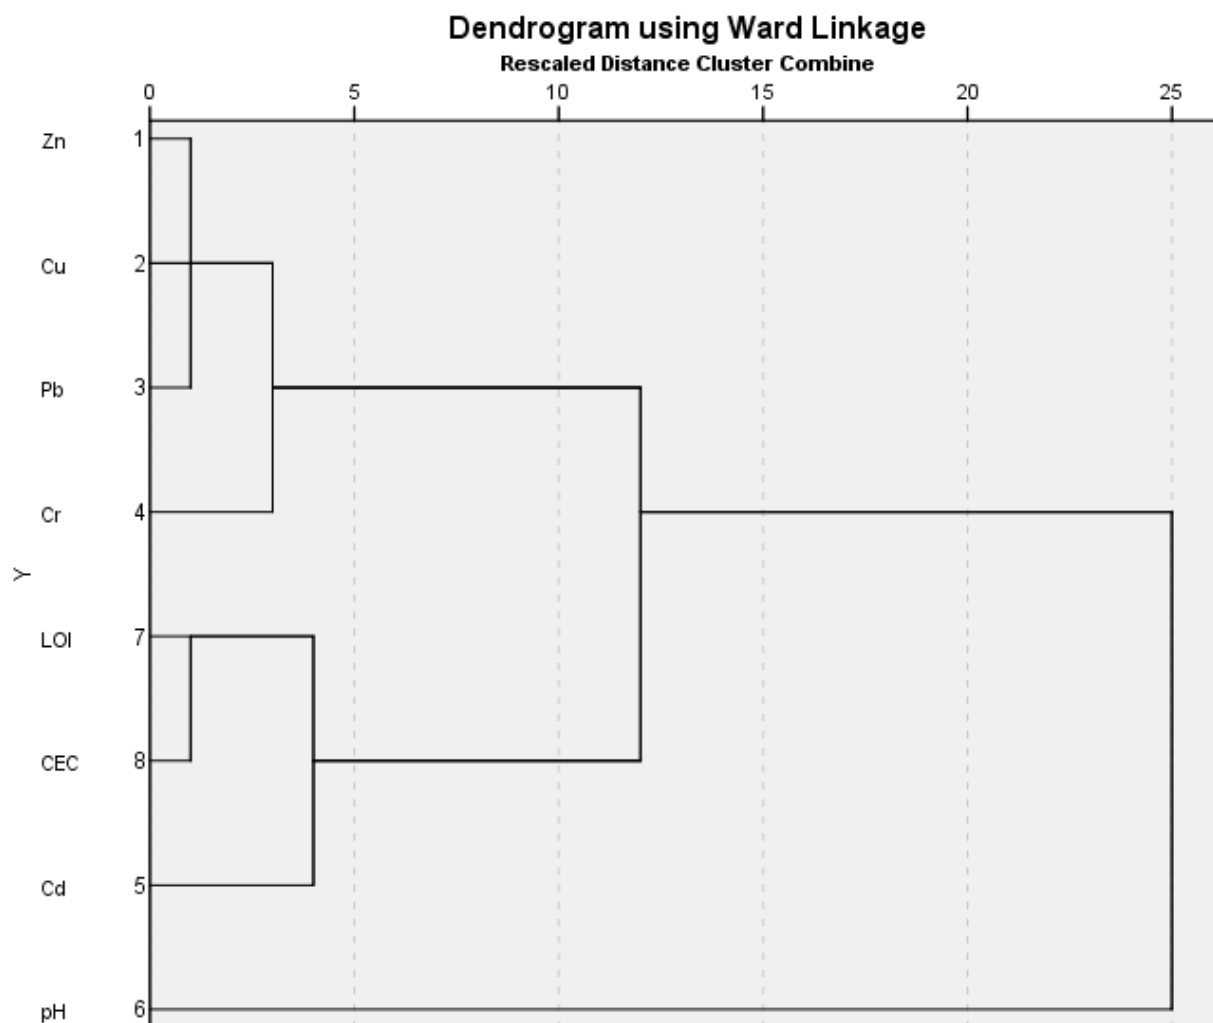 Dendrogram using Ward Linkage
Rescaled Distance Cluster Combine
0 5 10 15 20 25
Zn 1
Cu 2
Pb 3
Cr 4
Y
LOI 7
CEC 8
Cd 5
pH 6